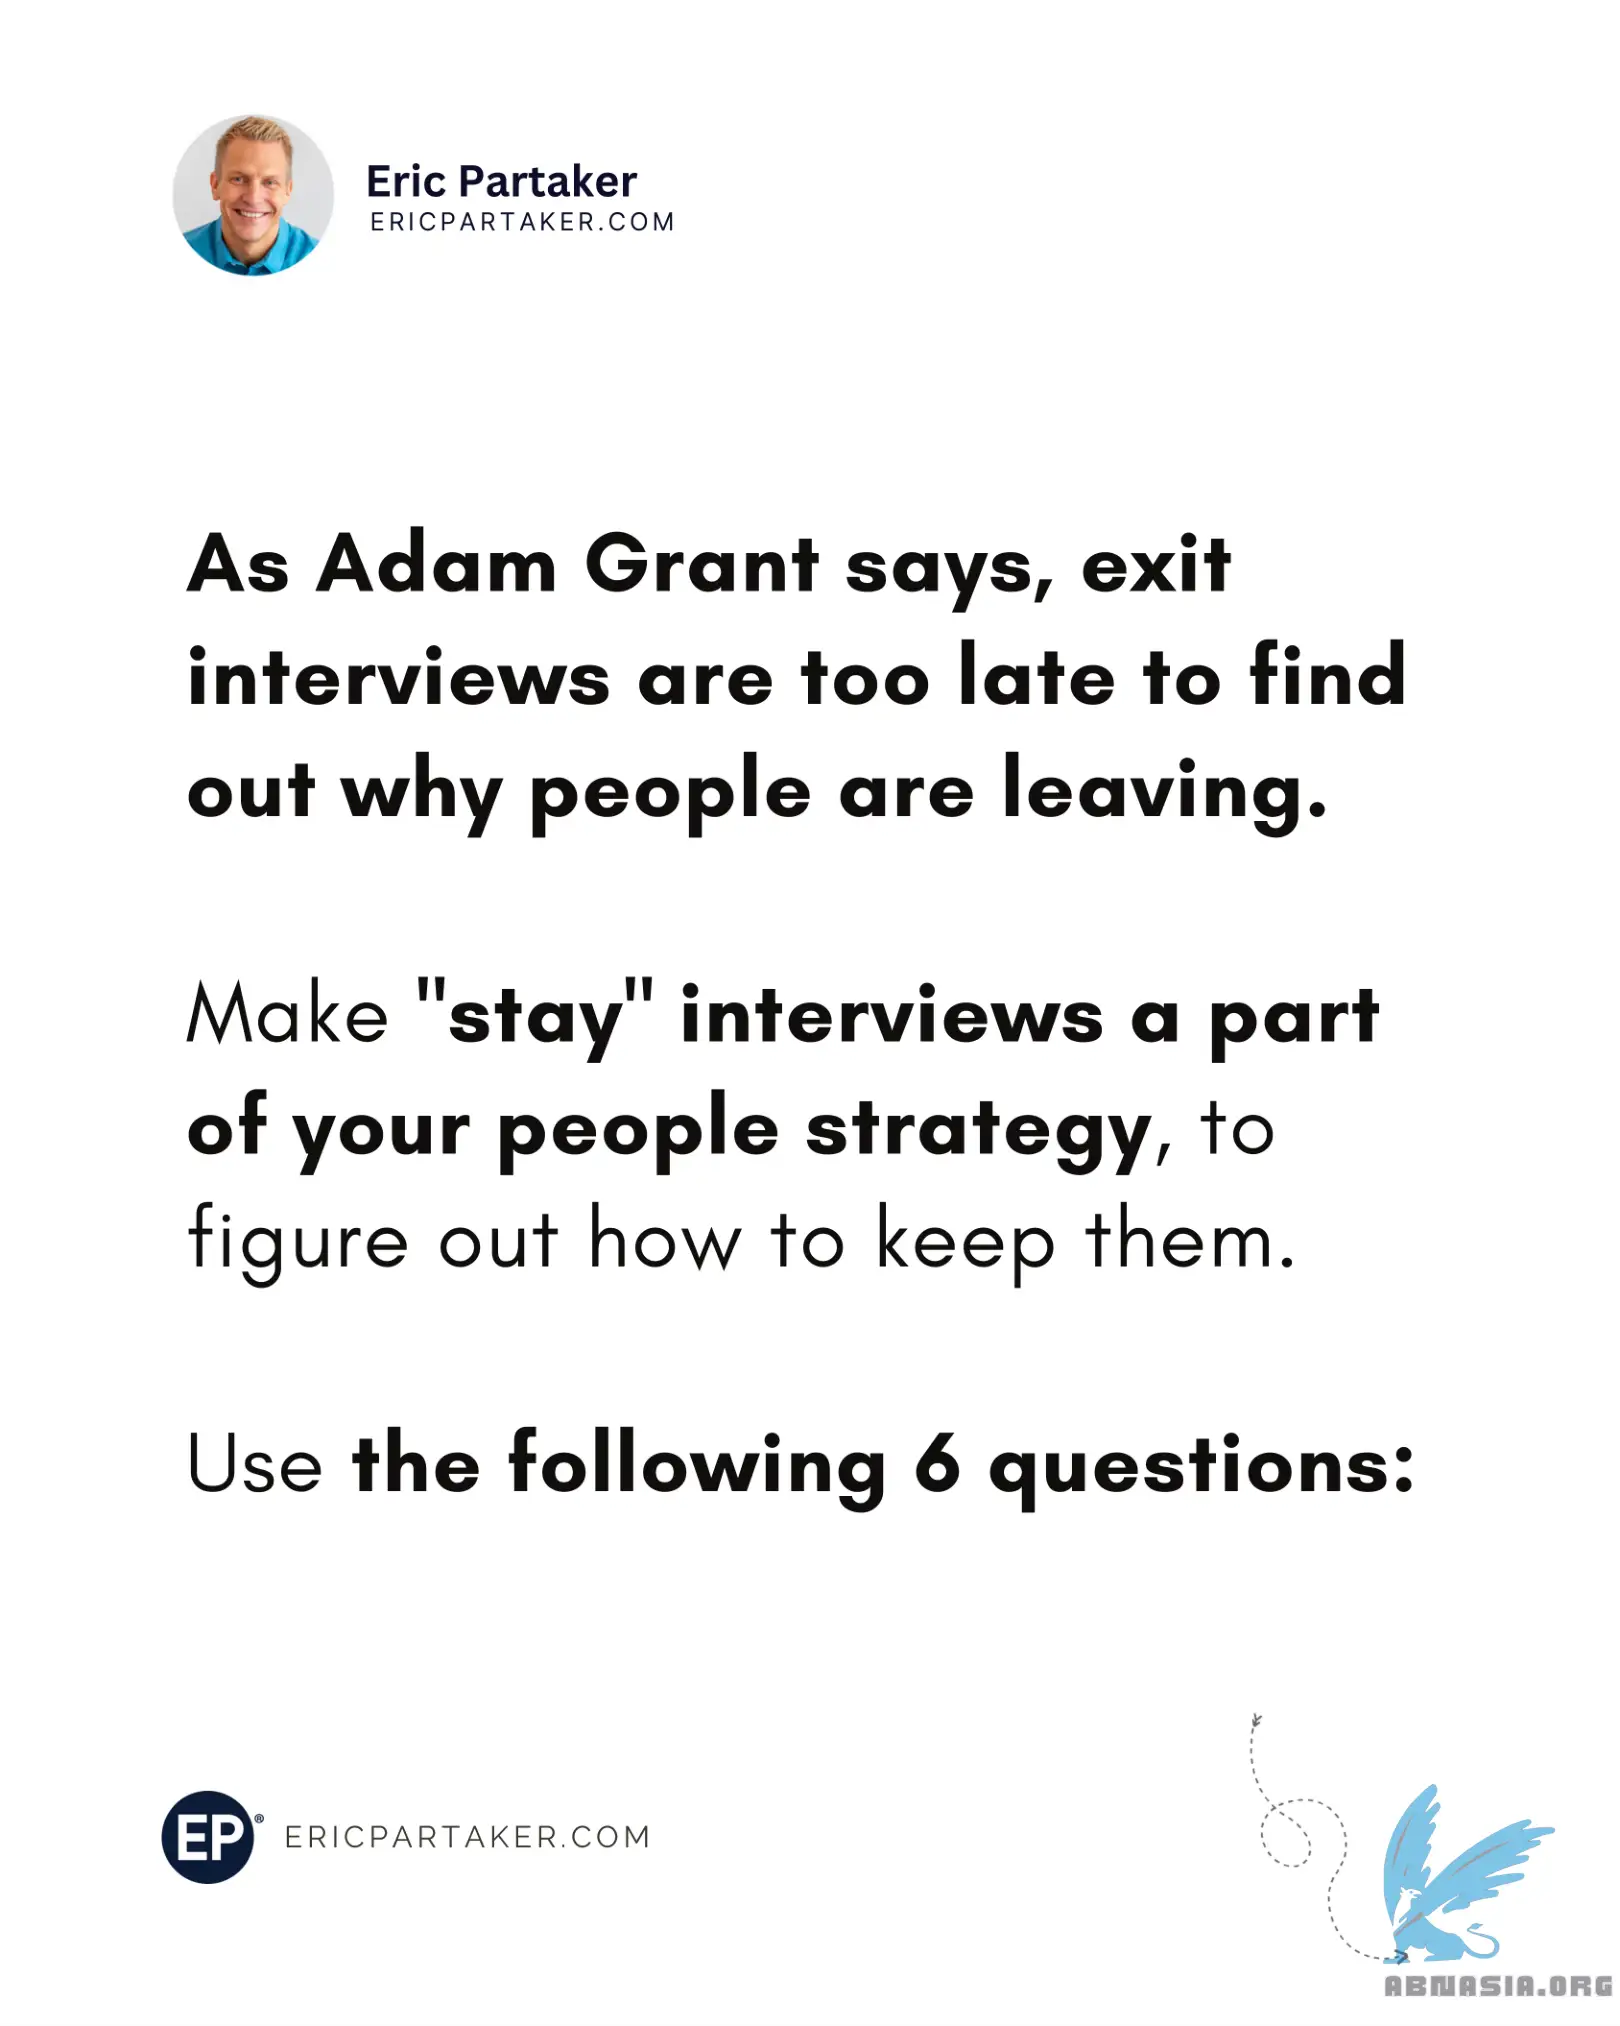 Eric Partaker
ERICPARTAKER.COM
As Adam Grant says, exit
interviews are too late to find
out why people are leaving.
Make "stay" interviews a part
of your people strategy, to
figure out how to keep them.
Use the following 6 questions:
EP® ERICPARTAKER.COM
ABNASIA.ORG